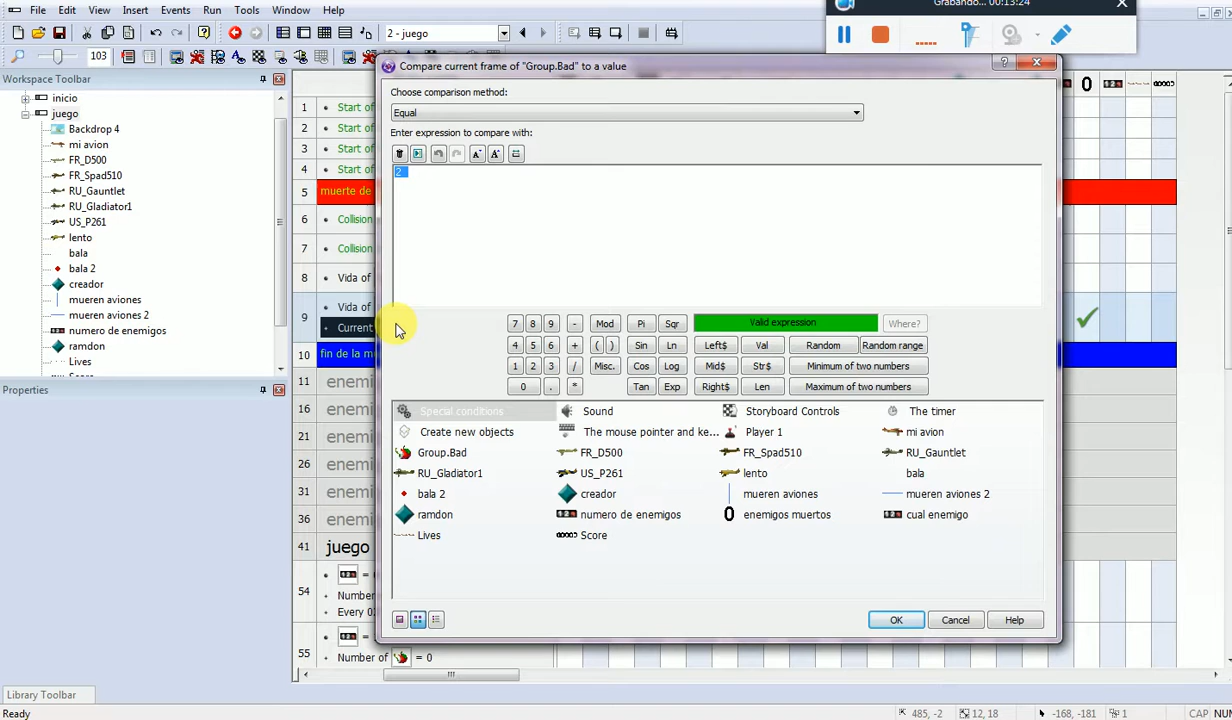 File Edit View Insert Events Run Tools Window Help
Grabando... 00:13:24
2 - juego
103
Workspace Toolbar
inicio
juego
Backdrop 4
mi avion
FR_D500
FR_Spad510
RU_Gauntlet
RU_Gladiator1
US_P261
lento
bala
bala 2
creador
mueren aviones
mueren aviones 2
numero de enemigos
ramdon
Lives
Properties
Library Toolbar
Ready
1 Start of
2 Start of
3 Start of
4 Start of
5 muerte de
6 Collision
7 Collision
8 Vida of
9 Vida of
Current
10 fin de la
11 enemi
16 enemi
21 enemi
26 enemi
31 enemi
36 enemi
41 juego
54 =
Number
Every 02
55 =
Number of = 0
0
Compare current frame of "Group.Bad" to a value
Choose comparison method:
Equal
Enter expression to compare with:
2
7 8 9 - Mod Pi Sqr Valid expression Where?
4 5 6 + ( ) Sin Ln Left$ Val Random Random range
1 2 3 / Misc. Cos Log Mid$ Str$ Minimum of two numbers
0 . * Tan Exp Right$ Len Maximum of two numbers
Special conditions Sound Storyboard Controls The timer
Create new objects The mouse pointer and ke... Player 1 mi avion
Group.Bad FR_D500 FR_Spad510 RU_Gauntlet
RU_Gladiator1 US_P261 lento bala
bala 2 creador mueren aviones mueren aviones 2
ramdon numero de enemigos 0 enemigos muertos cual enemigo
Lives Score
OK Cancel Help
485, -2 12, 18 -168, -181 1 CAP NUM